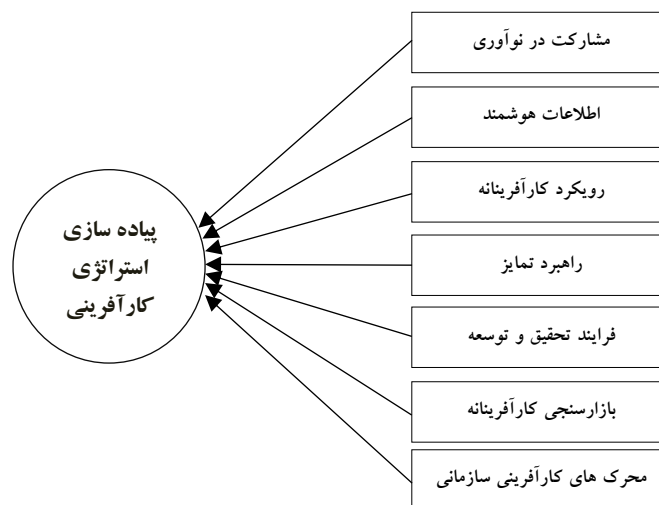 مشارکت در نوآوری
اطلاعات هوشمند
رویکرد کارآفرینانه
راهبرد تمایز
فرایند تحقیق و توسعه
بازارسنجی کارآفرینانه
محرک های کارآفرینی سازمانی
پیاده سازی
استراتژی
کارآفرینی